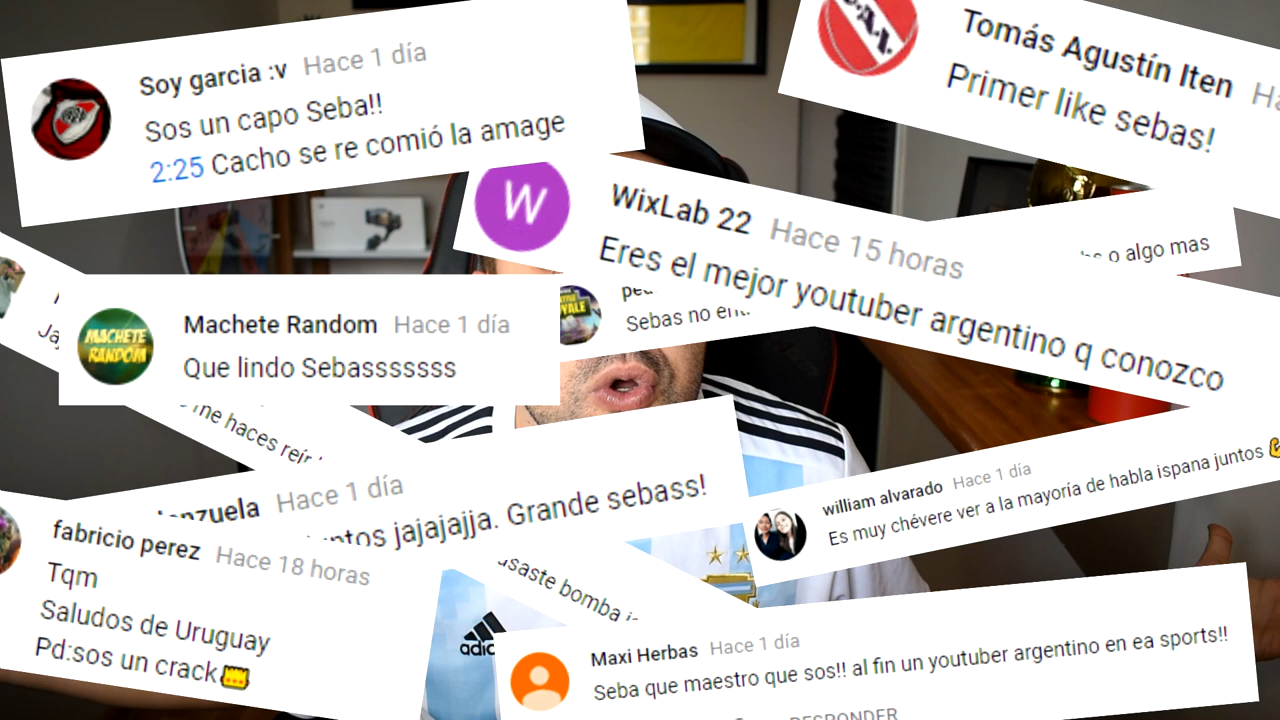 Soy garcia :v Hace 1 día
Sos un capo Seba!!
2:25 Cacho se re comió la amage
Tomás Agustín Iten
Primer like sebas!
W
WixLab 22 Hace 15 horas
Eres el mejor youtuber argentino q conozco
o algo mas
MACHETE
RANDOM
Machete Random Hace 1 día
Que lindo Sebasssssss
Sebas no
me haces reir
Hace 1 día
jajajajja. Grande sebass!
william alvarado Hace 1 día
Es muy chévere ver a la mayoría de habla ispana juntos
fabricio perez Hace 18 horas
Tqm
Saludos de Uruguay
Pd:sos un crack
bomba
Maxi Herbas Hace 1 día
Seba que maestro que sos!! al fin un youtuber argentino en ea sports!!
RESPONDER